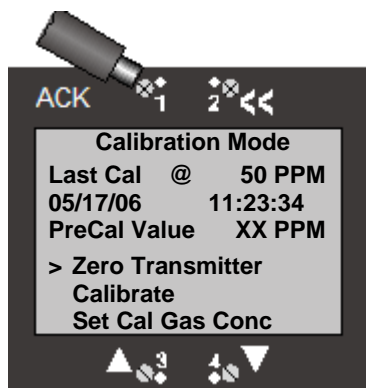 ACK 1 2 <<
Calibration Mode
Last Cal @ 50 PPM
05/17/06 11:23:34
PreCal Value XX PPM
> Zero Transmitter
Calibrate
Set Cal Gas Conc
3 4